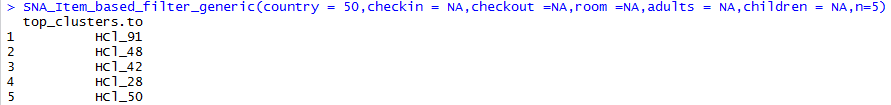 > SNA_Item_based_filter_generic(country = 50,checkin = NA,checkout =NA,room =NA,adults = NA,children = NA,n=5)
top_clusters.to
1 HCl_91
2 HCl_48
3 HCl_42
4 HCl_28
5 HCl_50